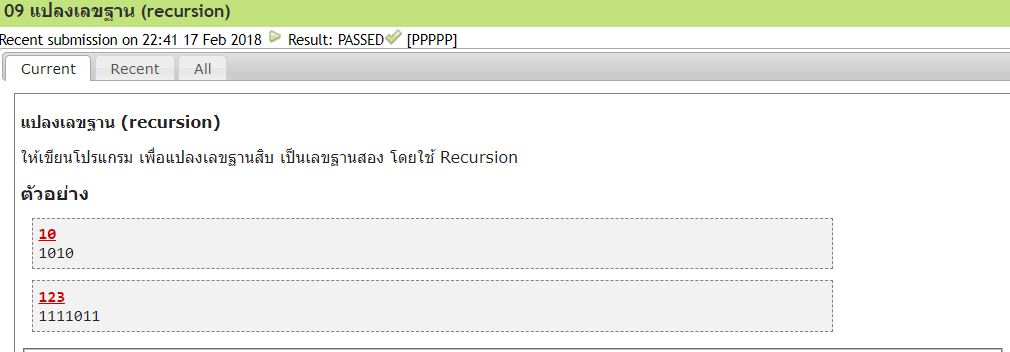 09 แปลงเลขฐาน (recursion)
Recent submission on 22:41 17 Feb 2018 Result: PASSED [PPPPP]
Current Recent All
แปลงเลขฐาน (recursion)
ให้เขียนโปรแกรม เพื่อแปลงเลขฐานสิบ เป็นเลขฐานสอง โดยใช้ Recursion
ตัวอย่าง
10
1010
123
1111011